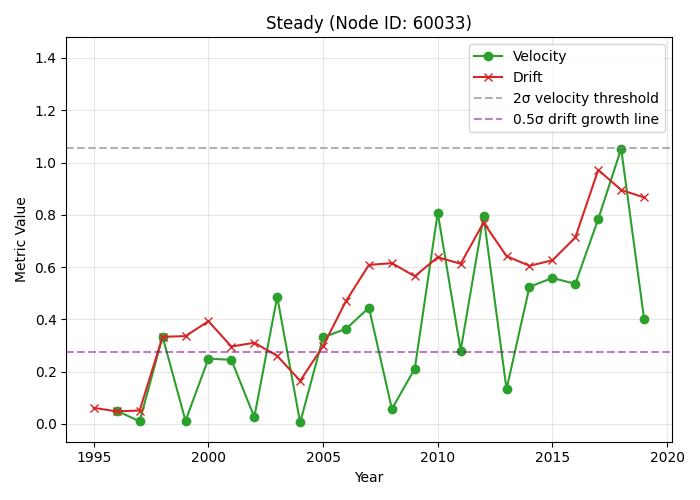 Steady (Node ID: 60033)
Velocity
Drift
2σ velocity threshold
0.5σ drift growth line
Metric Value
1.4
1.2
1.0
0.8
0.6
0.4
0.2
0.0
1995 2000 2005 2010 2015 2020
Year